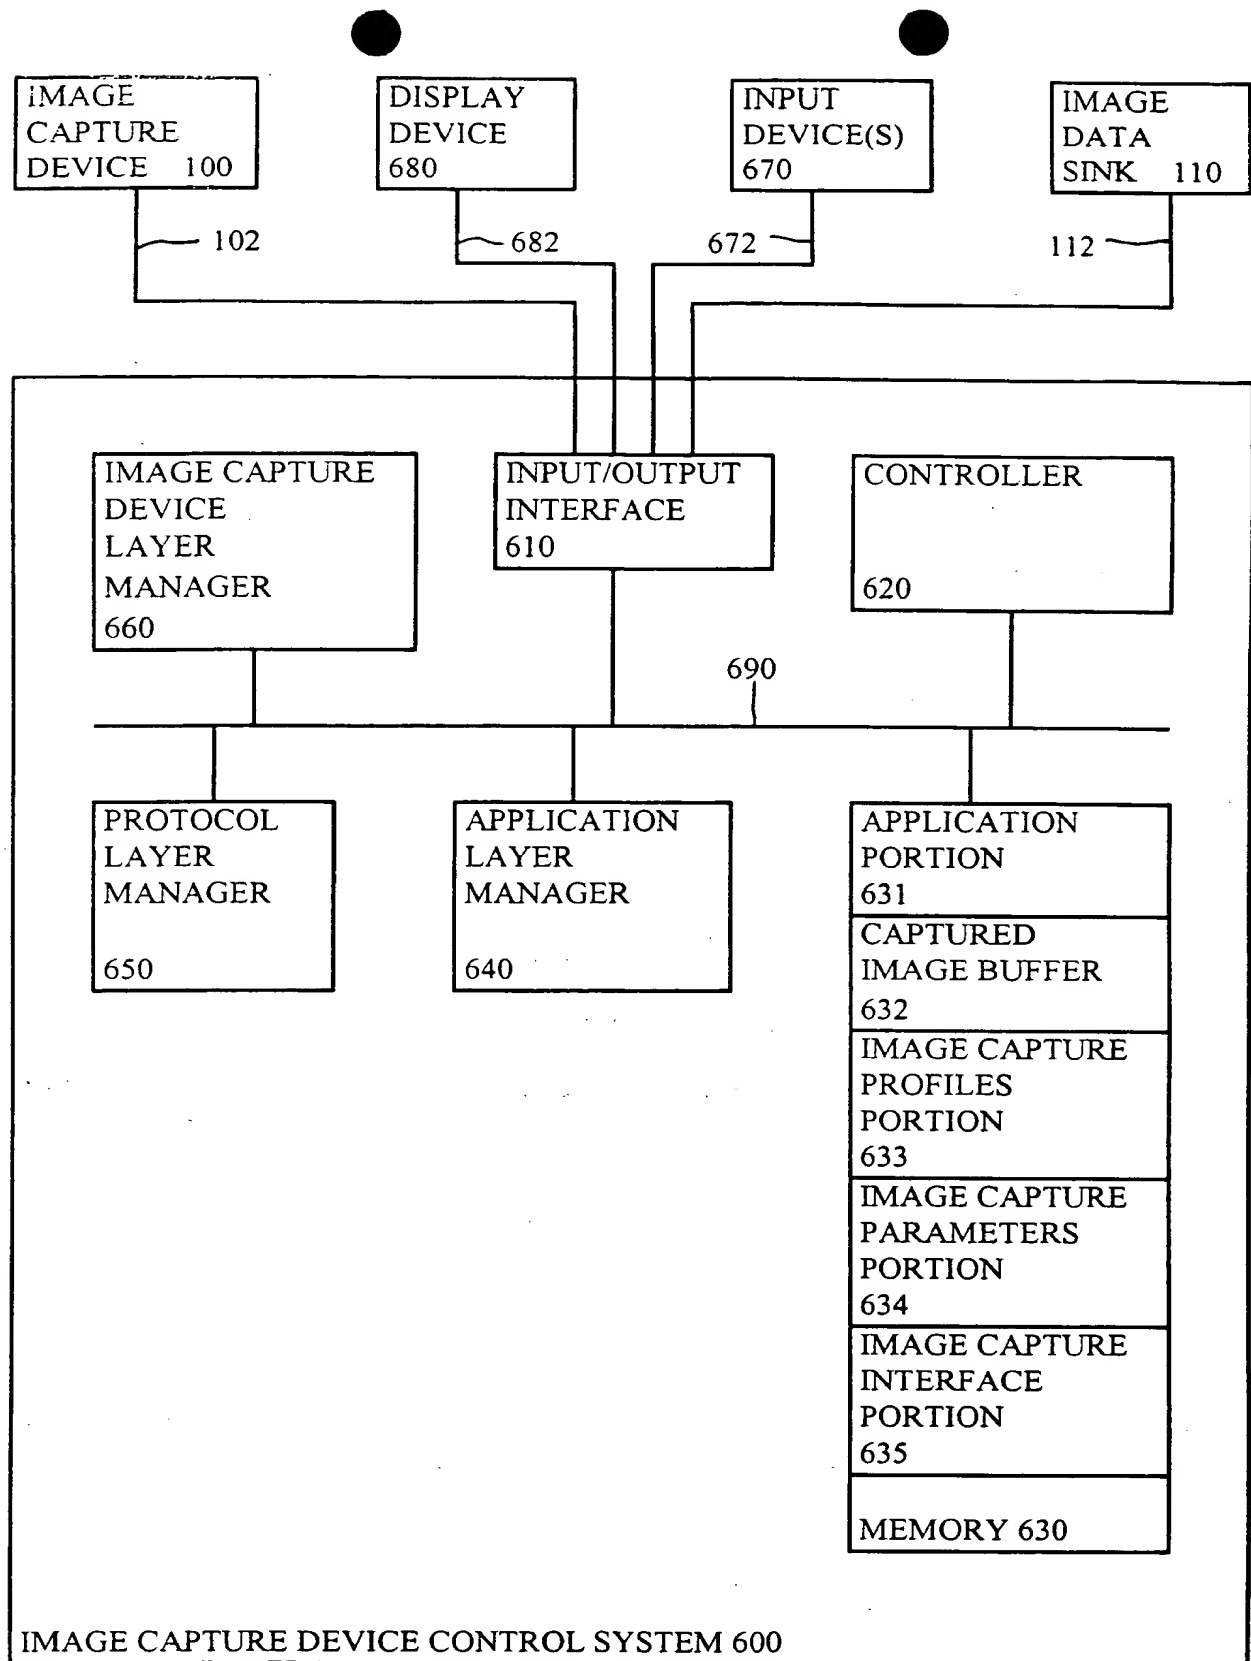 IMAGE
CAPTURE
DEVICE 100
DISPLAY
DEVICE
680
INPUT
DEVICE(S)
670
IMAGE
DATA
SINK 110
102
682
672
112
IMAGE CAPTURE
DEVICE
LAYER
MANAGER
660
INPUT/OUTPUT
INTERFACE
610
CONTROLLER
620
690
PROTOCOL
LAYER
MANAGER
650
APPLICATION
LAYER
MANAGER
640
APPLICATION
PORTION
631
CAPTURED
IMAGE BUFFER
632
IMAGE CAPTURE
PROFILES
PORTION
633
IMAGE CAPTURE
PARAMETERS
PORTION
634
IMAGE CAPTURE
INTERFACE
PORTION
635
MEMORY 630
IMAGE CAPTURE DEVICE CONTROL SYSTEM 600